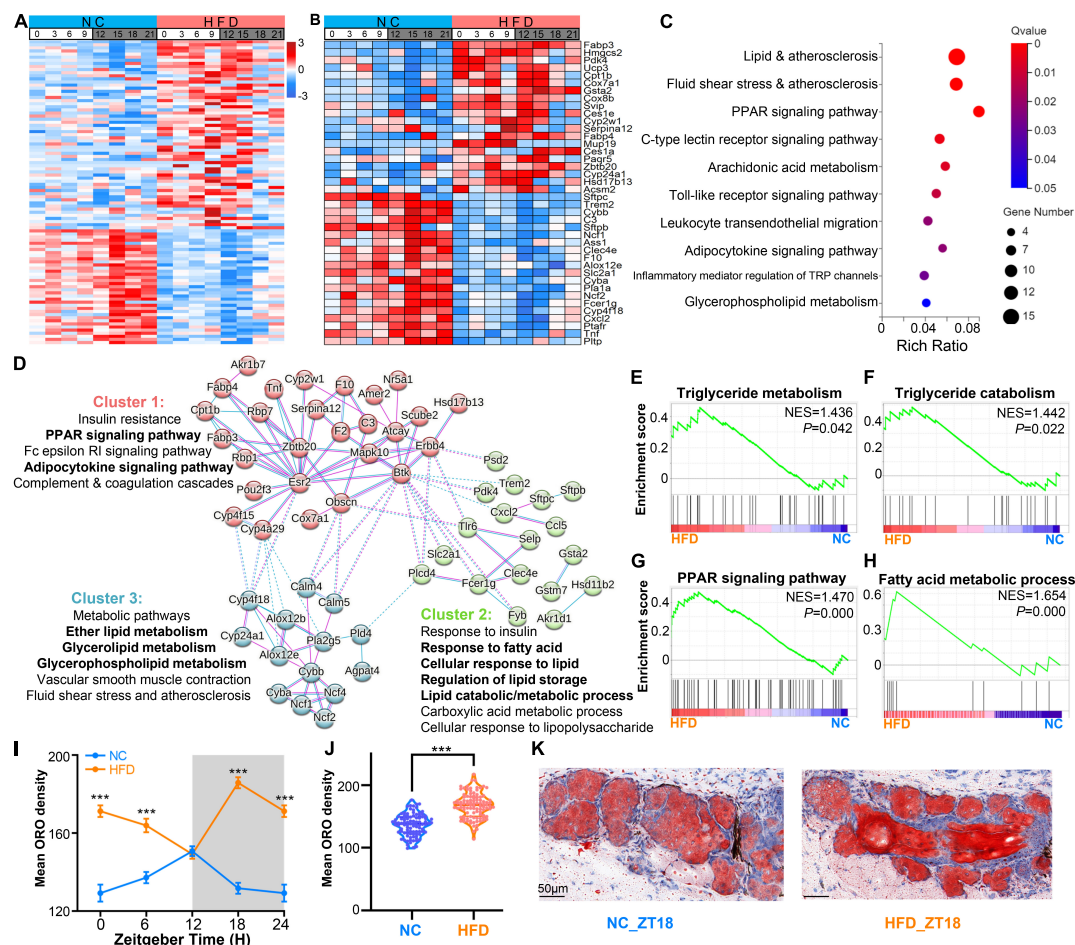 A
NC
HFD
0 3 6 9 12 15 18 21 0 3 6 9 12 15 18 21
3
0
-3
B
NC
HFD
0 3 6 9 12 15 18 21 0 3 6 9 12 15 18 21
Fabp3
Hmgcs2
Pdk4
Ucp3
Cpt1b
Cox7a1
Gsta2
Cox8b
Svip
Ces1e
Cyp2w1
Serpina12
Fabp4
Mup19
Ces1a
Paqr5
Zbtb20
Cyp24a1
Hsd17b13
Acsm2
Sftpc
Trem2
Cybb
C3
Sftpb
Ncf1
Ass1
Clec4e
F10
Alox12e
Slc2a1
Cyba
Pla1a
Ncf2
Fcer1g
Cyp4f18
Cxcl2
Ptafr
Tnf
Pltp
C
Lipid & atherosclerosis
Fluid shear stress & atherosclerosis
PPAR signaling pathway
C-type lectin receptor signaling pathway
Arachidonic acid metabolism
Toll-like receptor signaling pathway
Leukocyte transendothelial migration
Adipocytokine signaling pathway
Inflammatory mediator regulation of TRP channels
Glycerophospholipid metabolism
0 0.04 0.08
Rich Ratio
Qvalue
0
0.01
0.02
0.03
0.04
0.05
Gene Number
4
7
10
12
15
D
Cluster 1:
Insulin resistance
PPAR signaling pathway
Fc epsilon RI signaling pathway
Adipocytokine signaling pathway
Complement & coagulation cascades
Akr1b7
Fabp4
Tnf
Cyp2w1
F10
Nr5a1
Amer2
Cpt1b
Rbp7
Serpina12
Scube2
Hsd17b13
C3
Fabp3
F2
Atcay
Zbtb20
Erbb4
Rbp1
Mapk10
Btk
Esr2
Pou2f3
Obscn
Cox7a1
Cyp4f15
Cyp4a29
Psd2
Trem2
Pdk4
Sftpc
Sftpb
Cxcl2
Ccl5
Tlr6
Selp
Slc2a1
Plcd4
Clec4e
Fcer1g
Gsta2
Gstm7
Hsd11b2
Fyb
Akr1d1
Calm4
Cyp4f18
Calm5
Alox12b
Cyp24a1
Pla2g5
Pld4
Alox12e
Agpat4
Cybb
Cyba
Ncf4
Ncf1
Ncf2
Cluster 3:
Metabolic pathways
Ether lipid metabolism
Glycerolipid metabolism
Glycerophospholipid metabolism
Vascular smooth muscle contraction
Fluid shear stress and atherosclerosis
Cluster 2:
Response to insulin
Response to fatty acid
Cellular response to lipid
Regulation of lipid storage
Lipid catabolic/metabolic process
Carboxylic acid metabolic process
Cellular response to lipopolysaccharide
E
Triglyceride metabolism
NES=1.436
P=0.042
Enrichment score
0.4
0.2
0
HFD
NC
F
Triglyceride catabolism
NES=1.442
P=0.022
0.4
0.2
0
HFD
NC
G
PPAR signaling pathway
NES=1.470
P=0.000
Enrichment score
0.4
0.2
0
HFD
NC
H
Fatty acid metabolic process
NES=1.654
P=0.000
0.6
0.4
0
HFD
NC
I
NC
HFD
***
***
***
***
Mean ORO density
200
160
120
0 6 12 18 24
Zeitgeber Time (H)
J
***
Mean ORO density
200
100
0
NC
HFD
K
50μm
NC_ZT18
HFD_ZT18